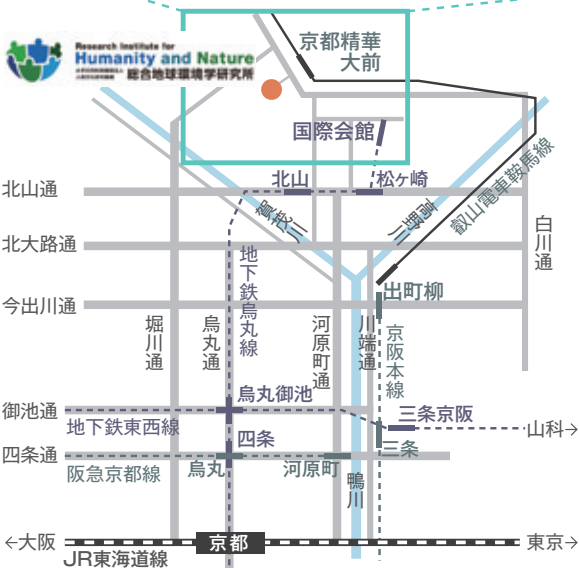 Research Institute for
Humanity and Nature
総合地球環境学研究所
京都精華
大前
国際会館
北山
松ヶ崎
北山通
賀茂川
高野川
叡山電車鞍馬線
白川通
北大路通
地下鉄烏丸線
出町柳
今出川通
堀川通
烏丸通
河原町通
川端通
京阪本線
烏丸御池
御池通
三条京阪
地下鉄東西線
山科→
四条
三条
四条通
阪急京都線
烏丸
河原町
鴨川
←大阪
京都
東京→
JR東海道線